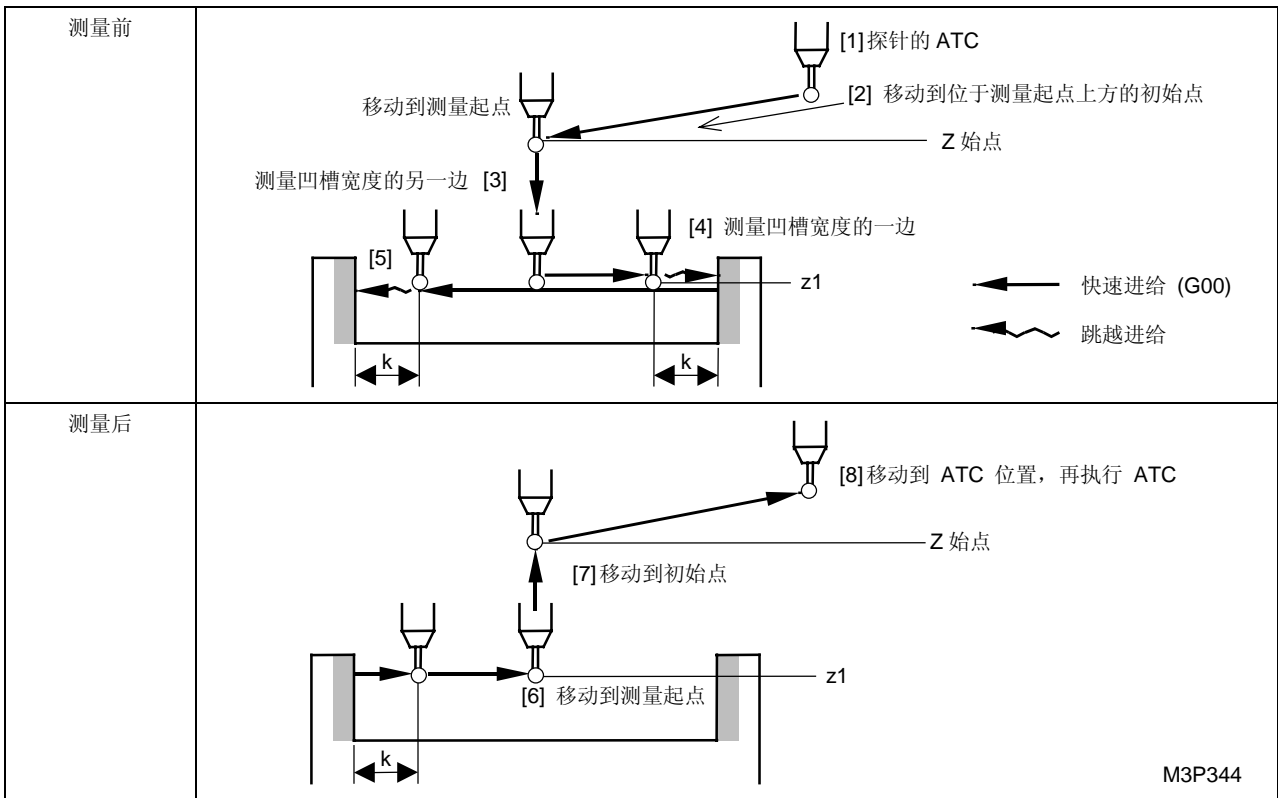 测量前
[1]探针的 ATC
移动到测量起点
[2] 移动到位于测量起点上方的初始点
Z 始点
测量凹槽宽度的另一边 [3]
[4] 测量凹槽宽度的一边
[5]
z1
快速进给 (G00)
跳越进给
k
k
测量后
[8]移动到 ATC 位置，再执行 ATC
Z 始点
[7]移动到初始点
z1
[6] 移动到测量起点
k
M3P344